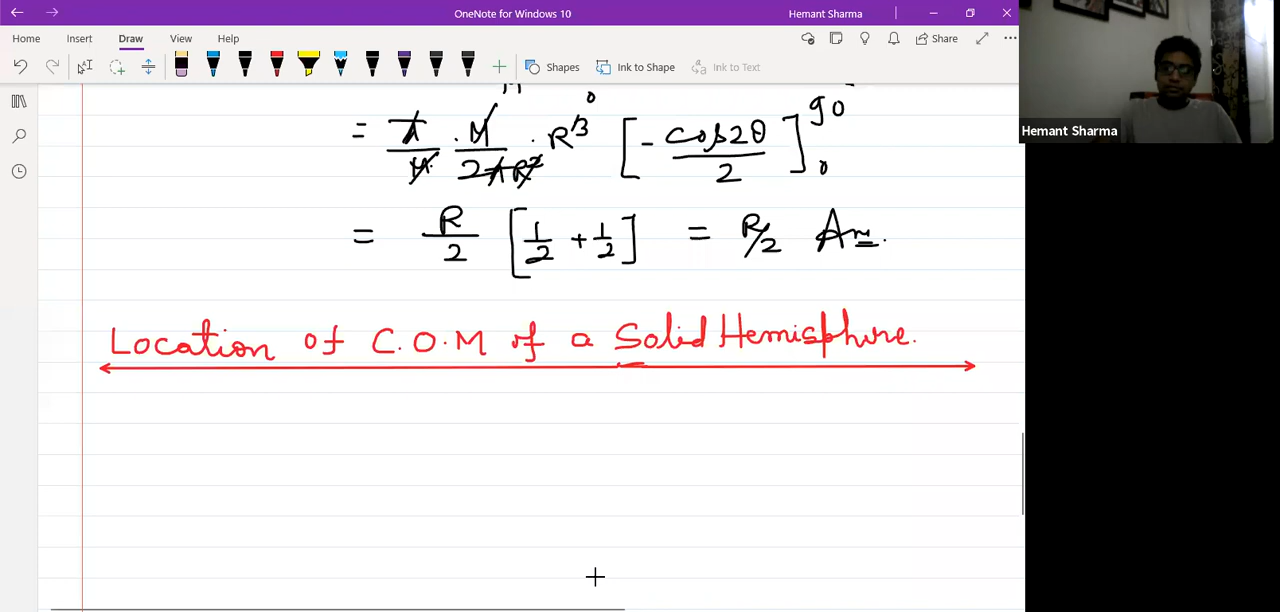 OneNote for Windows 10
Hemant Sharma
Home Insert Draw View Help
Share
Shapes Ink to Shape Ink to Text
Hemant Sharma
= π/M · M/2πR² · R³ [- cos2θ/2]⁹⁰₀
= R/2 [1/2 + 1/2] = R/2 Ans.
Location of C.O.M of a Solid Hemisphere.